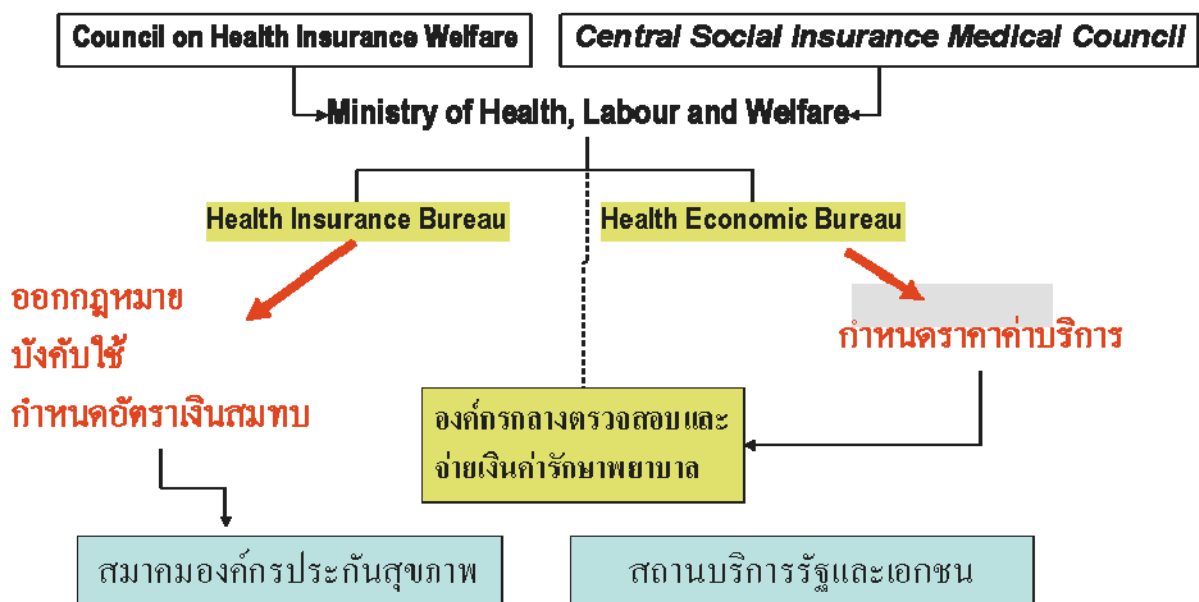 Council on Health Insurance Welfare
Central Social Insurance Medical Council
Ministry of Health, Labour and Welfare
Health Insurance Bureau
Health Economic Bureau
ออกกฎหมาย
บังคับใช้
กำหนดอัตราเงินสมทบ
กำหนดราคาค่าบริการ
องค์กรกลางตรวจสอบและ
จ่ายเงินค่ารักษาพยาบาล
สมาคมองค์กรประกันสุขภาพ
สถานบริการรัฐและเอกชน